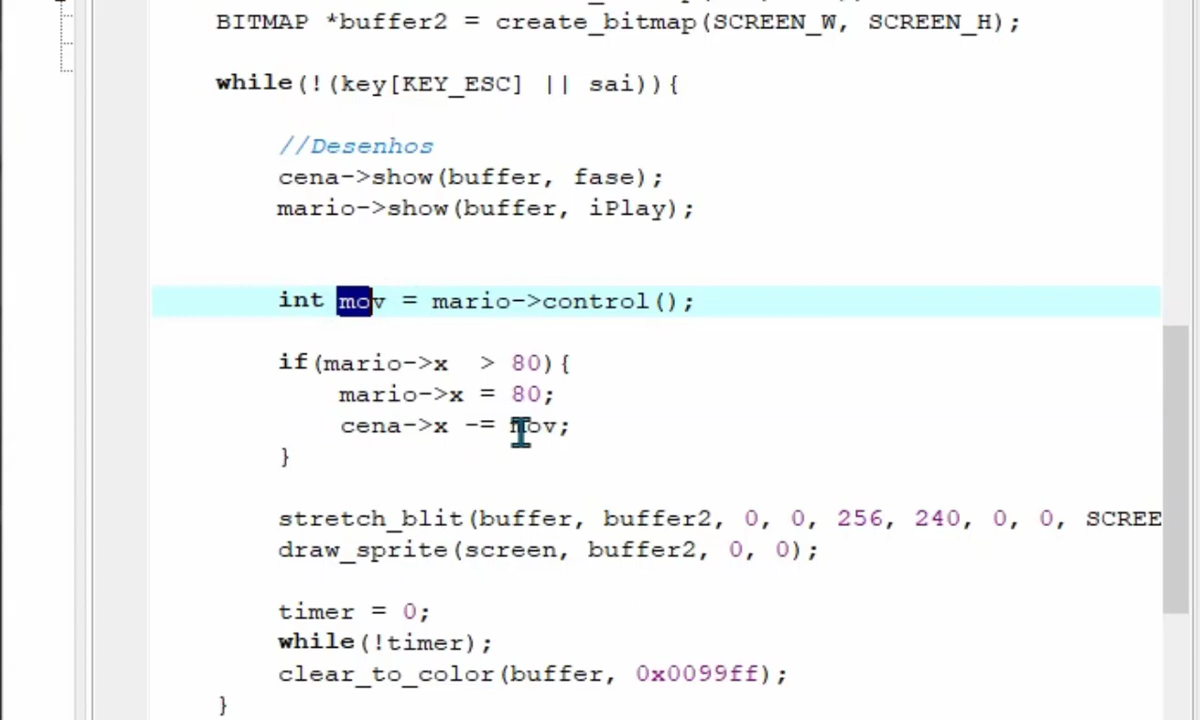 BITMAP *buffer2 = create_bitmap(SCREEN_W, SCREEN_H);
while(!(key[KEY_ESC] || sai)){
//Desenhos
cena->show(buffer, fase);
mario->show(buffer, iPlay);
int mov = mario->control();
if(mario->x  > 80){
mario->x = 80;
cena->x -= mov;
}
stretch_blit(buffer, buffer2, 0, 0, 256, 240, 0, 0, SCREE
draw_sprite(screen, buffer2, 0, 0);
timer = 0;
while(!timer);
clear_to_color(buffer, 0x0099ff);
}